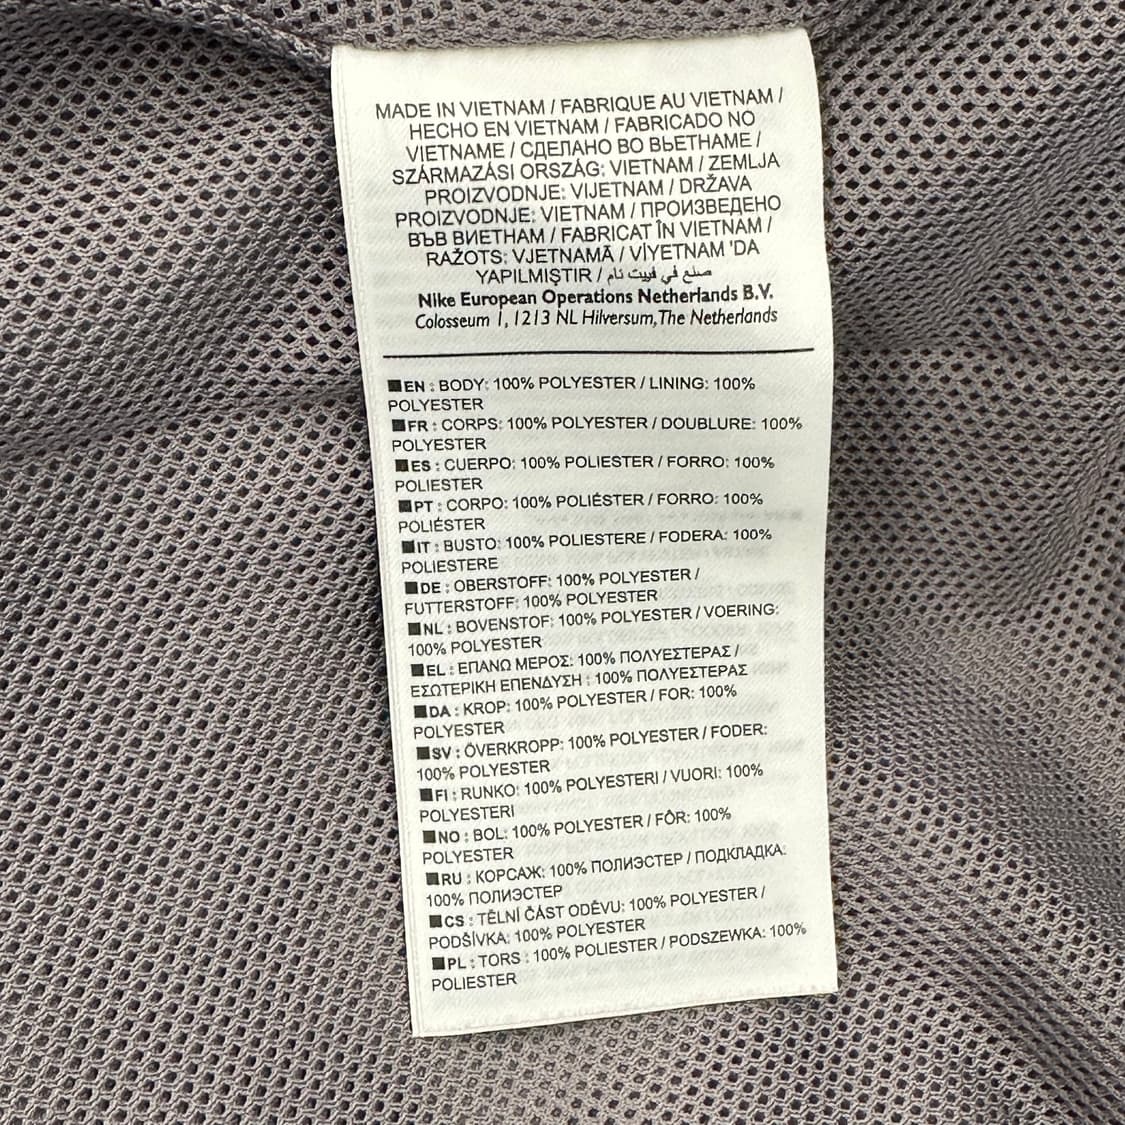 MADE IN VIETNAM / FABRIQUE AU VIETNAM /
HECHO EN VIETNAM / FABRICADO NO
VIETNAME / СДЕЛАНО ВО ВЬЕТНАМЕ /
SZÁRMAZÁSI ORSZÁG: VIETNAM / ZEMLJA
PROIZVODNJE: VIJETNAM / DRŽAVA
PROIZVODNJE: VIETNAM / ПРОИЗВЕДЕНО
ВЪВ ВИЕТНАМ / FABRICAT ÎN VIETNAM /
RAŽOTS: VJETNAMĀ / VİYETNAM 'DA
YAPILMIŞTIR / صنع في فييت نام
Nike European Operations Netherlands B.V.
Colosseum 1, 1213 NL Hilversum, The Netherlands
■EN : BODY: 100% POLYESTER / LINING: 100%
POLYESTER
■FR : CORPS: 100% POLYESTER / DOUBLURE: 100%
POLYESTER
■ES : CUERPO: 100% POLIESTER / FORRO: 100%
POLIESTER
■PT : CORPO: 100% POLIÉSTER / FORRO: 100%
POLIÉSTER
■IT : BUSTO: 100% POLIESTERE / FODERA: 100%
POLIESTERE
■DE : OBERSTOFF: 100% POLYESTER /
FUTTERSTOFF: 100% POLYESTER
■NL : BOVENSTOF: 100% POLYESTER / VOERING:
100% POLYESTER
■EL : ΕΠΑΝΩ ΜΕΡΟΣ: 100% ΠΟΛΥΕΣΤΕΡΑΣ /
ΕΣΩΤΕΡΙΚΗ ΕΠΕΝΔΥΣΗ : 100% ΠΟΛΥΕΣΤΕΡΑΣ
■DA : KROP: 100% POLYESTER / FOR: 100%
POLYESTER
■SV : ÖVERKROPP: 100% POLYESTER / FODER:
100% POLYESTER
■FI : RUNKO: 100% POLYESTERI / VUORI: 100%
POLYESTERI
■NO : BOL: 100% POLYESTER / FÔR: 100%
POLYESTER
■RU : КОРСАЖ: 100% ПОЛИЭСТЕР / ПОДКЛАДКА:
100% ПОЛИЭСТЕР
■CS : TĚLNÍ ČÁST ODĚVU: 100% POLYESTER /
PODŠÍVKA: 100% POLYESTER
■PL : TORS : 100% POLIESTER / PODSZEWKA: 100%
POLIESTER